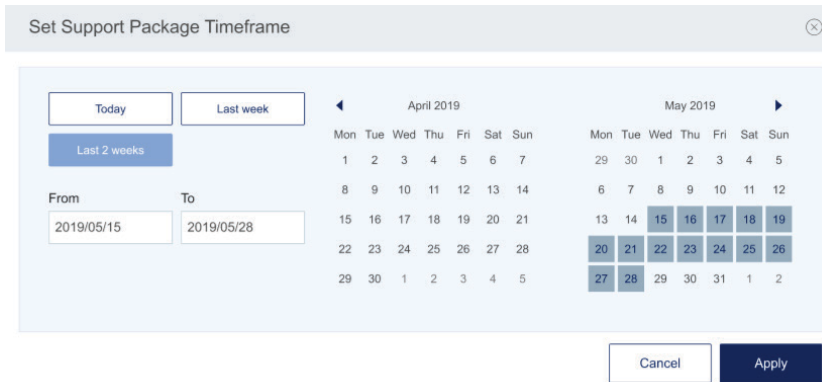 Set Support Package Timeframe
Today
Last week
Last 2 weeks
From
To
2019/05/15
2019/05/28
April 2019
Mon Tue Wed Thu Fri Sat Sun
1 2 3 4 5 6 7
8 9 10 11 12 13 14
15 16 17 18 19 20 21
22 23 24 25 26 27 28
29 30 1 2 3 4 5
May 2019
Mon Tue Wed Thu Fri Sat Sun
29 30 1 2 3 4 5
6 7 8 9 10 11 12
13 14 15 16 17 18 19
20 21 22 23 24 25 26
27 28 29 30 31 1 2
Cancel
Apply